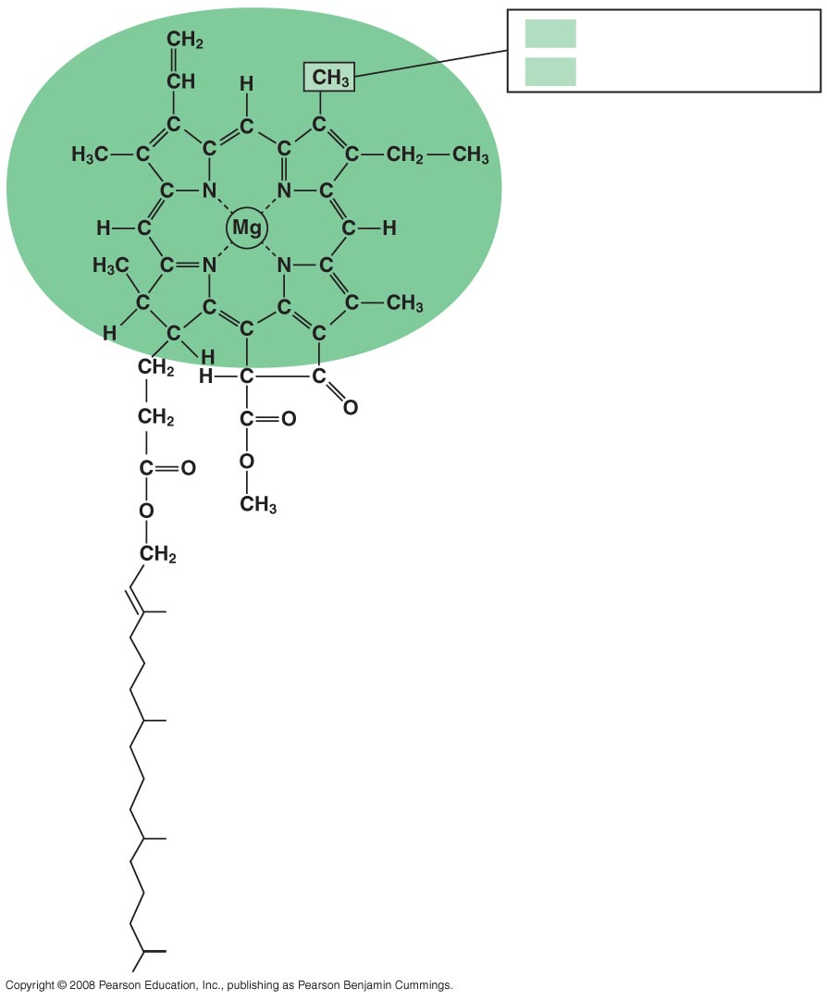 CH₂
CH
H
CH₃
C
C
C
H₃C
C
C
C
C
C
CH₂
CH₃
C
N
N
C
H
C
Mg
C
H
H₃C
C
N
N
C
C
C
C
C
CH₃
H
C
C
C
H
CH₂
H
C
C
O
CH₂
C
O
C
O
O
CH₃
O
CH₂
Copyright © 2008 Pearson Education, Inc., publishing as Pearson Benjamin Cummings.